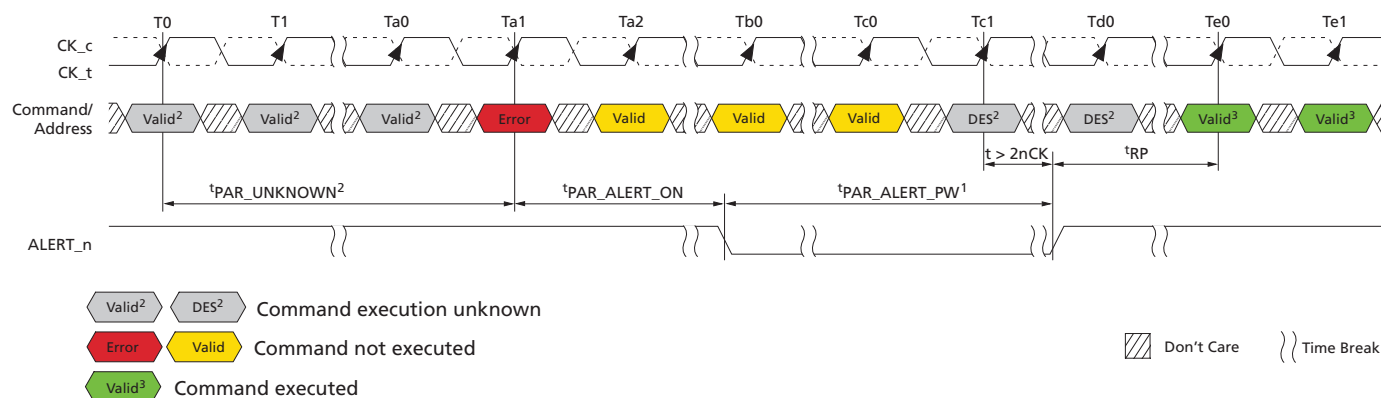 T0 T1 Ta0 Ta1 Ta2 Tb0 Tc0 Tc1 Td0 Te0 Te1
CK_c
CK_t
Command/
Address
Valid² Valid² Valid² Error Valid Valid Valid DES² DES² Valid³ Valid³
t > 2nCK tRP
tPAR_UNKNOWN² tPAR_ALERT_ON tPAR_ALERT_PW¹
ALERT_n
Valid² DES² Command execution unknown
Error Valid Command not executed
Don't Care Time Break
Valid³ Command executed